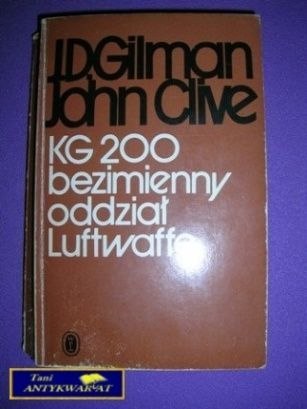 J.D.Gilman
John Clive
KG 200
bezimienny
oddział
Luftwaffe
Tani
ANTYKWARIAT